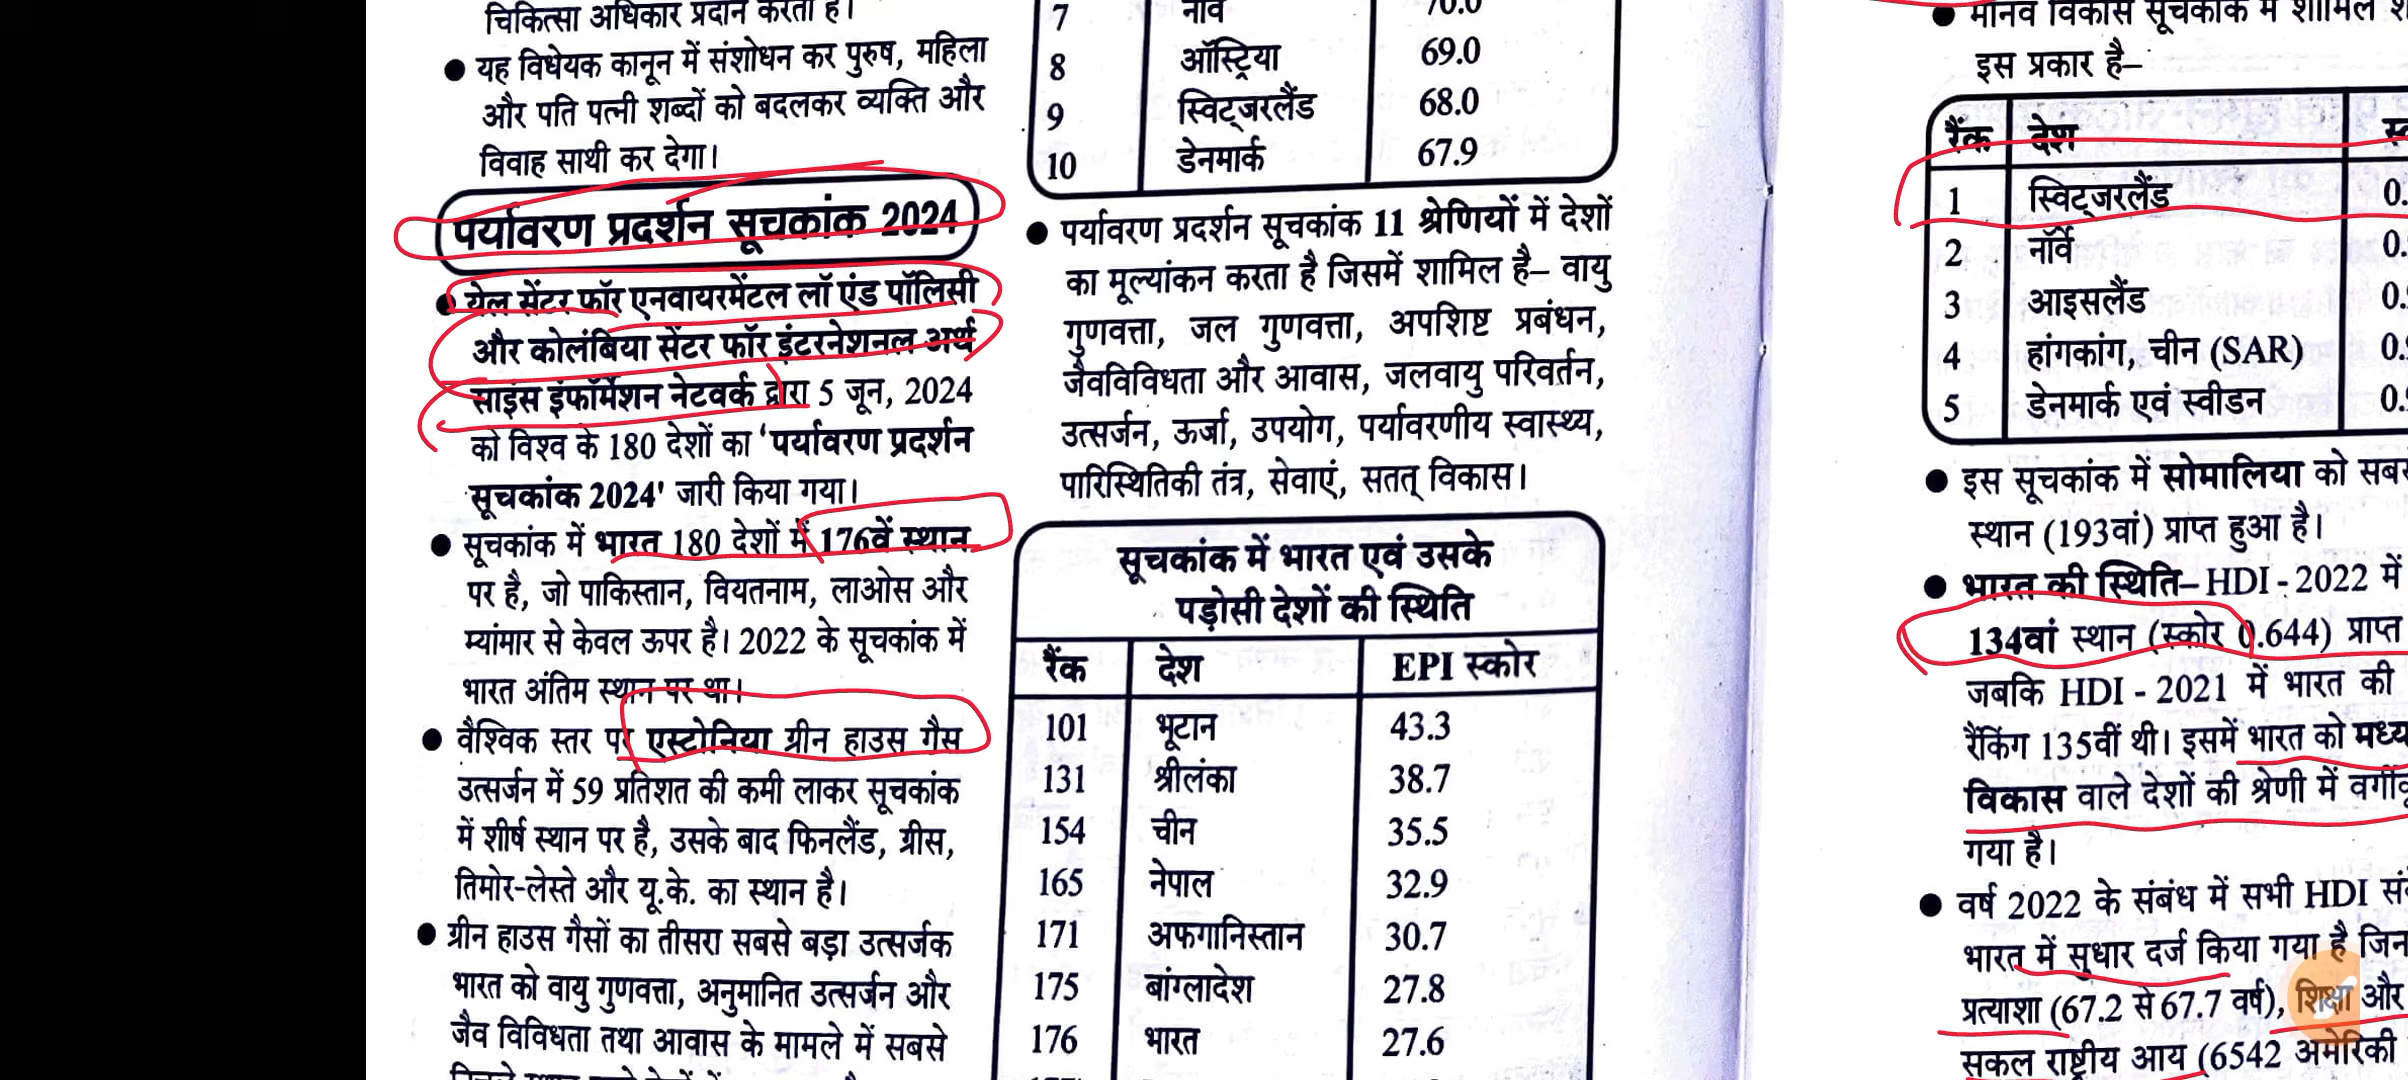 चिकित्सा अधिकार प्रदान करता है।
● यह विधेयक कानून में संशोधन कर पुरुष, महिला
और पति पत्नी शब्दों को बदलकर व्यक्ति और
विवाह साथी कर देगा।
पर्यावरण प्रदर्शन सूचकांक 2024
● येल सेंटर फॉर एनवायरमेंटल लॉ एंड पॉलिसी
और कोलंबिया सेंटर फॉर इंटरनेशनल अर्थ
साइंस इंफॉर्मेशन नेटवर्क द्वारा 5 जून, 2024
को विश्व के 180 देशों का 'पर्यावरण प्रदर्शन
सूचकांक 2024' जारी किया गया।
● सूचकांक में भारत 180 देशों में 176वें स्थान
पर है, जो पाकिस्तान, वियतनाम, लाओस और
म्यांमार से केवल ऊपर है। 2022 के सूचकांक में
भारत अंतिम स्थान पर था।
● वैश्विक स्तर पर एस्टोनिया ग्रीन हाउस गैस
उत्सर्जन में 59 प्रतिशत की कमी लाकर सूचकांक
में शीर्ष स्थान पर है, उसके बाद फिनलैंड, ग्रीस,
तिमोर-लेस्ते और यू.के. का स्थान है।
● ग्रीन हाउस गैसों का तीसरा सबसे बड़ा उत्सर्जक
भारत को वायु गुणवत्ता, अनुमानित उत्सर्जन और
जैव विविधता तथा आवास के मामले में सबसे
7 70.0
8 ऑस्ट्रिया 69.0
9 स्विट्जरलैंड 68.0
10 डेनमार्क 67.9
● पर्यावरण प्रदर्शन सूचकांक 11 श्रेणियों में देशों
का मूल्यांकन करता है जिसमें शामिल है– वायु
गुणवत्ता, जल गुणवत्ता, अपशिष्ट प्रबंधन,
जैवविविधता और आवास, जलवायु परिवर्तन,
उत्सर्जन, ऊर्जा, उपयोग, पर्यावरणीय स्वास्थ्य,
पारिस्थितिकी तंत्र, सेवाएं, सतत् विकास।
सूचकांक में भारत एवं उसके
पड़ोसी देशों की स्थिति
रैंक देश EPI स्कोर
101 भूटान 43.3
131 श्रीलंका 38.7
154 चीन 35.5
165 नेपाल 32.9
171 अफगानिस्तान 30.7
175 बांग्लादेश 27.8
176 भारत 27.6
● मानव विकास सूचकांक में शामिल
इस प्रकार है–
रैंक देश
1 स्विट्जरलैंड 0.
2 नॉर्वे 0.
3 आइसलैंड 0.
4 हांगकांग, चीन (SAR) 0.
5 डेनमार्क एवं स्वीडन 0.
● इस सूचकांक में सोमालिया को
स्थान (193वां) प्राप्त हुआ है।
● भारत की स्थिति– HDI - 2022 में
134वां स्थान (स्कोर 0.644) प्राप्त
जबकि HDI - 2021 में भारत की
रैंकिंग 135वीं थी। इसमें भारत को मध्य
विकास वाले देशों की श्रेणी में
गया है।
● वर्ष 2022 के संबंध में सभी HDI
भारत में सुधार दर्ज किया गया है
प्रत्याशा (67.2 से 67.7 वर्ष), शिक्षा और
सकल राष्ट्रीय आय (6542 अमेरिकी